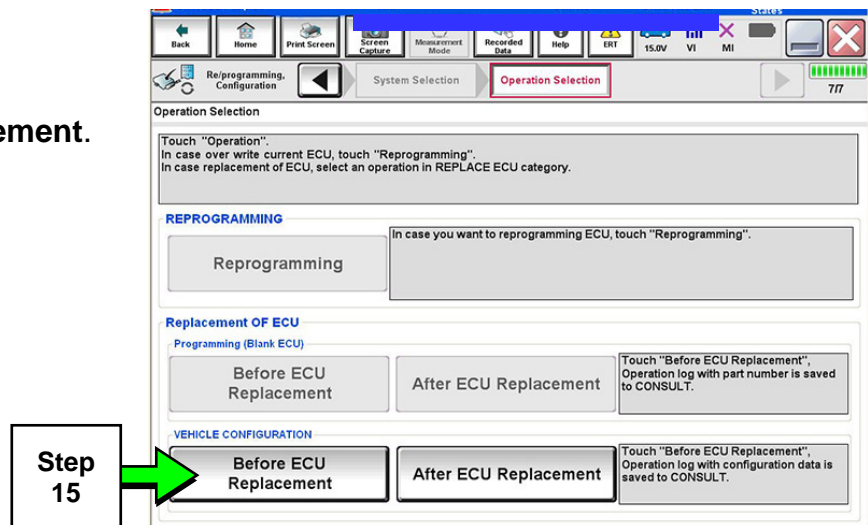 States
Back
Home
Print Screen
Screen
Capture
Measurement
Mode
Recorded
Data
Help
ERT
15.0V
VI
MI
Re/programming,
Configuration
System Selection
Operation Selection
7/7
Operation Selection
ement.
Touch "Operation".
In case over write current ECU, touch "Reprogramming".
In case replacement of ECU, select an operation in REPLACE ECU category.
REPROGRAMMING
Reprogramming
In case you want to reprogramming ECU, touch "Reprogramming".
Replacement OF ECU
Programming (Blank ECU)
Before ECU
Replacement
After ECU Replacement
Touch "Before ECU Replacement",
Operation log with part number is saved
to CONSULT.
VEHICLE CONFIGURATION
Step
15
Before ECU
Replacement
After ECU Replacement
Touch "Before ECU Replacement",
Operation log with configuration data is
saved to CONSULT.